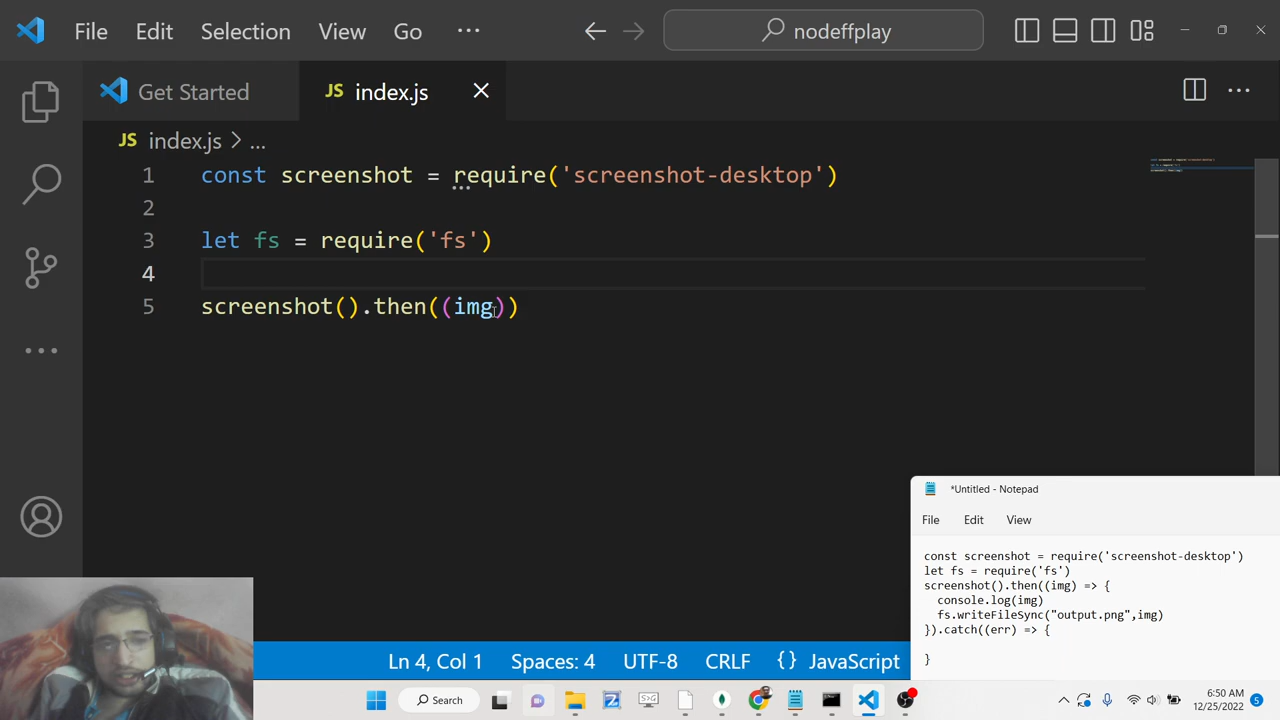 File Edit Selection View Go ··· nodeffplay
Get Started JS index.js
JS index.js > ...
1 const screenshot = require('screenshot-desktop')
2
3 let fs = require('fs')
4
5 screenshot().then((img))
*Untitled - Notepad
File Edit View
const screenshot = require('screenshot-desktop')
let fs = require('fs')
screenshot().then((img) => {
console.log(img)
fs.writeFileSync("output.png",img)
}).catch((err) => {
}
Ln 4, Col 1 Spaces: 4 UTF-8 CRLF {} JavaScript
Search
6:50 AM
12/25/2022
5